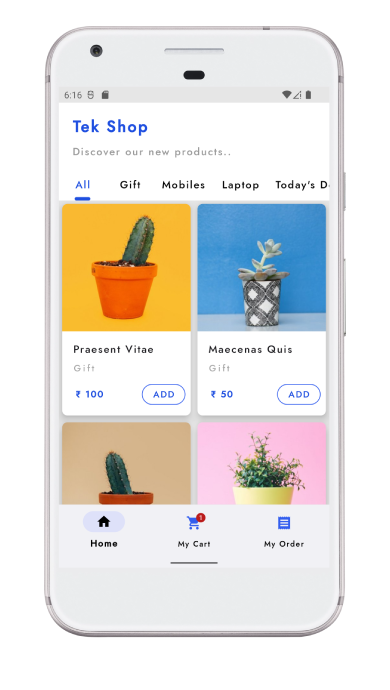 6:16
Tek Shop
Discover our new products..
All Gift Mobiles Laptop Today's D
Praesent Vitae Maecenas Quis
Gift Gift
₹ 100 ADD ₹ 50 ADD
1
Home My Cart My Order